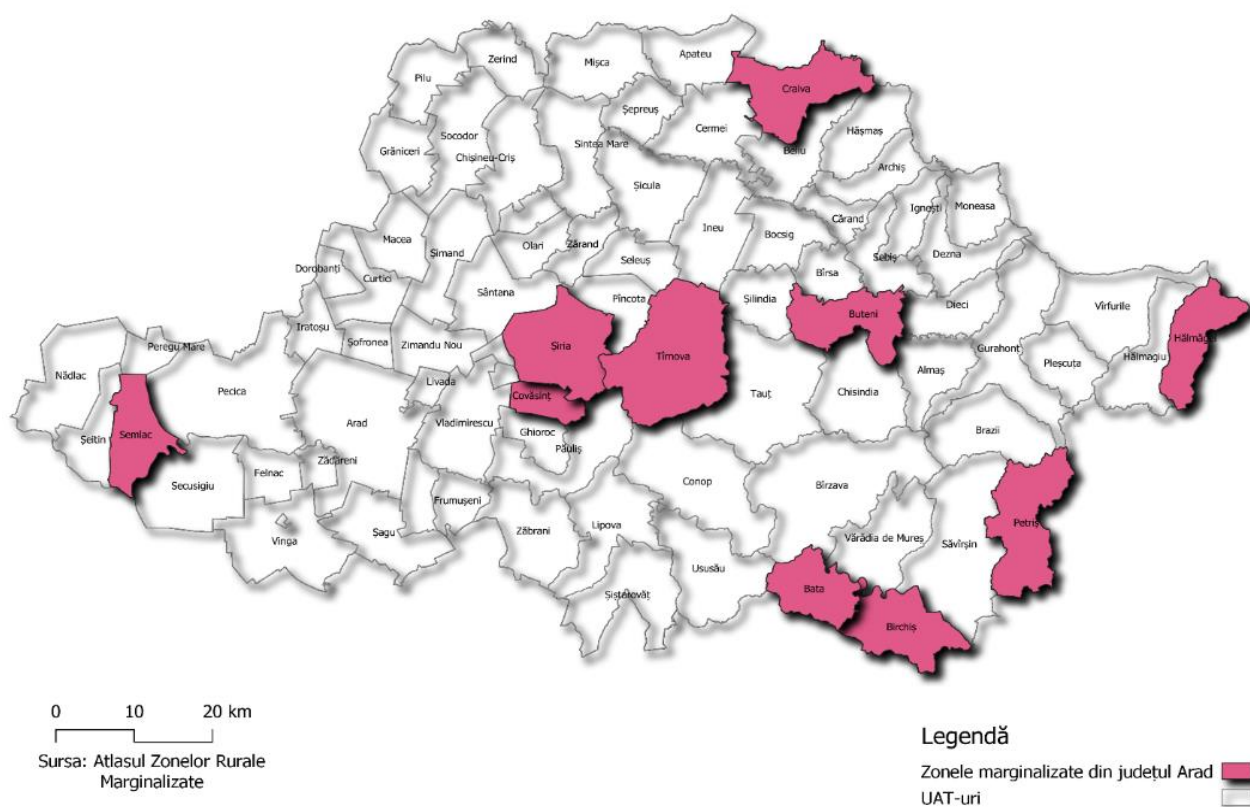 Zerind
Mișca
Apateu
Pilu
Craiva
Șepreuș
Cermei
Hășmaș
Socodor
Sintea Mare
Grăniceri
Chișineu-Criș
Beliu
Archiș
Șicula
Ignești
Moneasa
Cărand
Ineu
Bocsig
Macea
Olari
Zărand
Șimand
Sebiș
Dezna
Seleuș
Dorobanți
Curtici
Bîrsa
Sântana
Pîncota
Șilindia
Dieci
Vîrfurile
Buteni
Iratoșu
Șofronea
Zimandu Nou
Șiria
Tîrnova
Peregu Mare
Gurahonț
Hălmagiu
Pleșcuța
Nădlac
Almaș
Livada
Pecica
Covăsinț
Tauț
Chisindia
Arad
Vladimirescu
Ghioroc
Brazii
Semlac
Șeitin
Păuliș
Zădăreni
Felnac
Conop
Secusigiu
Bîrzava
Frumușeni
Petriș
Lipova
Zăbrani
Șagu
Vărădia de Mureș
Săvîrșin
Vinga
Ususău
Bata
Șiștarovăț
Birchiș
0 10 20 km
Sursa: Atlasul Zonelor Rurale
Marginalizate
Legendă
Zonele marginalizate din județul Arad
UAT-uri